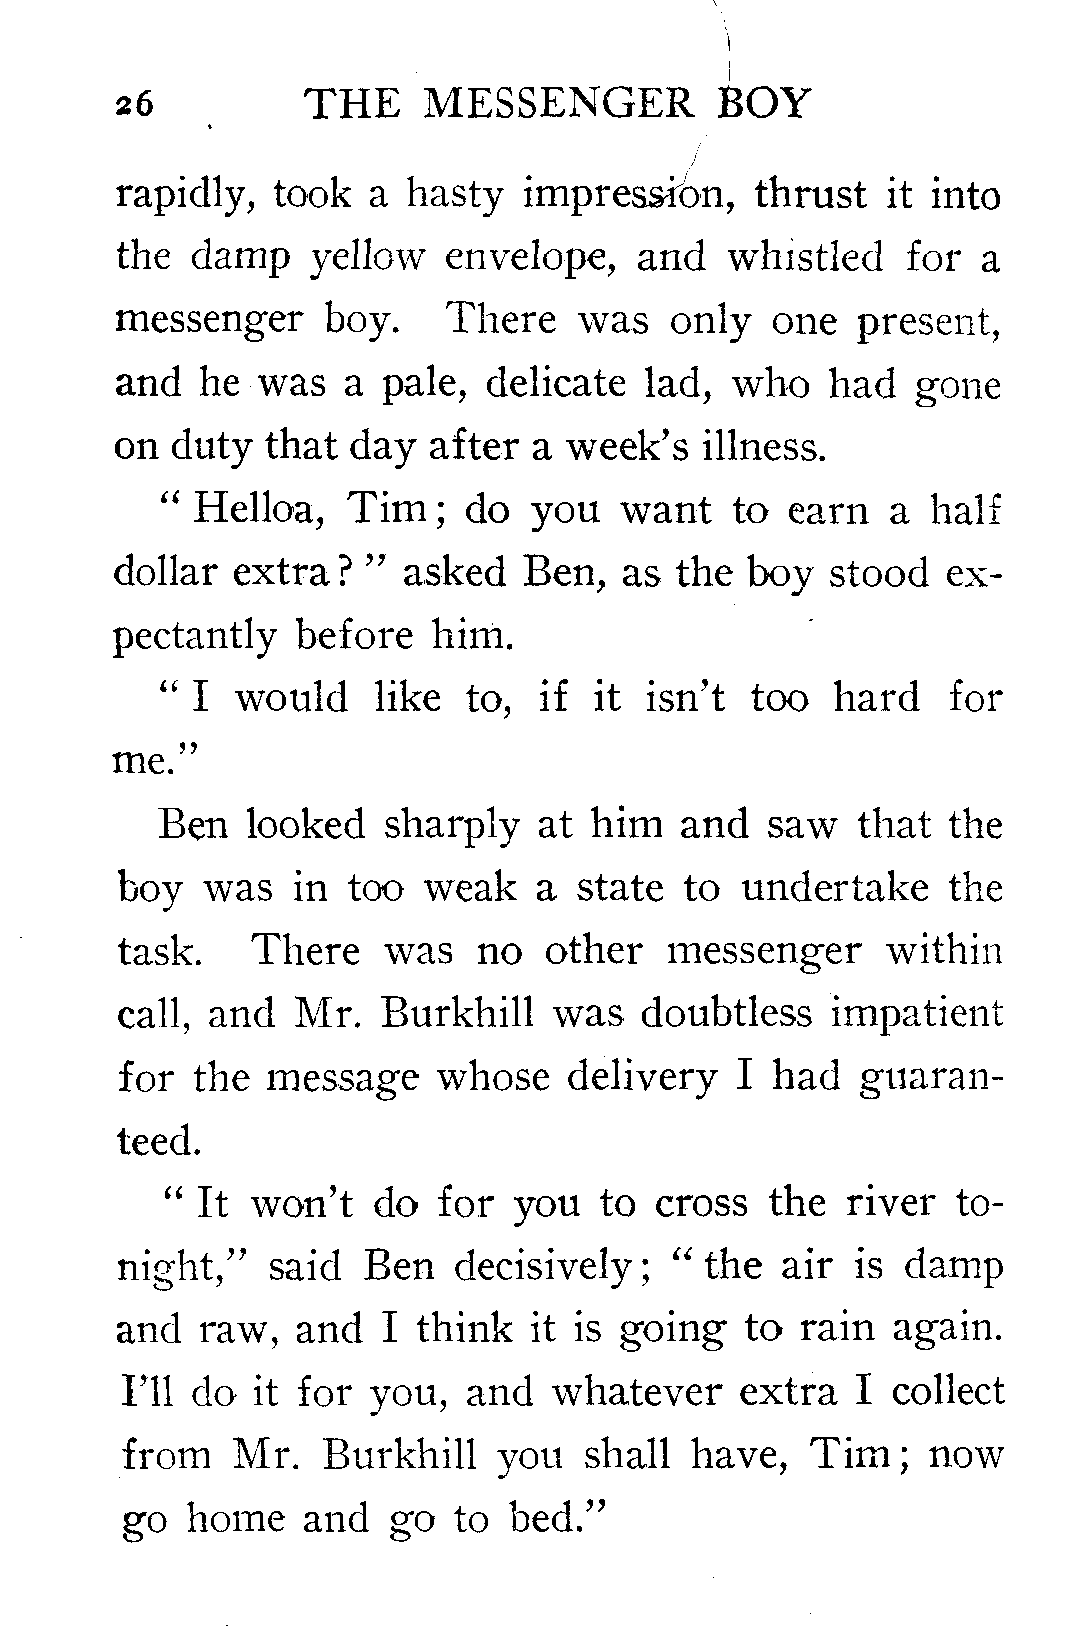 26 THE MESSENGER BOY
rapidly, took a hasty impression, thrust it into
the damp yellow envelope, and whistled for a
messenger boy. There was only one present,
and he was a pale, delicate lad, who had gone
on duty that day after a week's illness.
“ Helloa, Tim ; do you want to earn a half
dollar extra ? ” asked Ben, as the boy stood ex-
pectantly before him.
“ I would like to, if it isn't too hard for
me.”
Ben looked sharply at him and saw that the
boy was in too weak a state to undertake the
task. There was no other messenger within
call, and Mr. Burkhill was doubtless impatient
for the message whose delivery I had guaran-
teed.
“ It won't do for you to cross the river to-
night,” said Ben decisively ; “ the air is damp
and raw, and I think it is going to rain again.
I'll do it for you, and whatever extra I collect
from Mr. Burkhill you shall have, Tim ; now
go home and go to bed.”